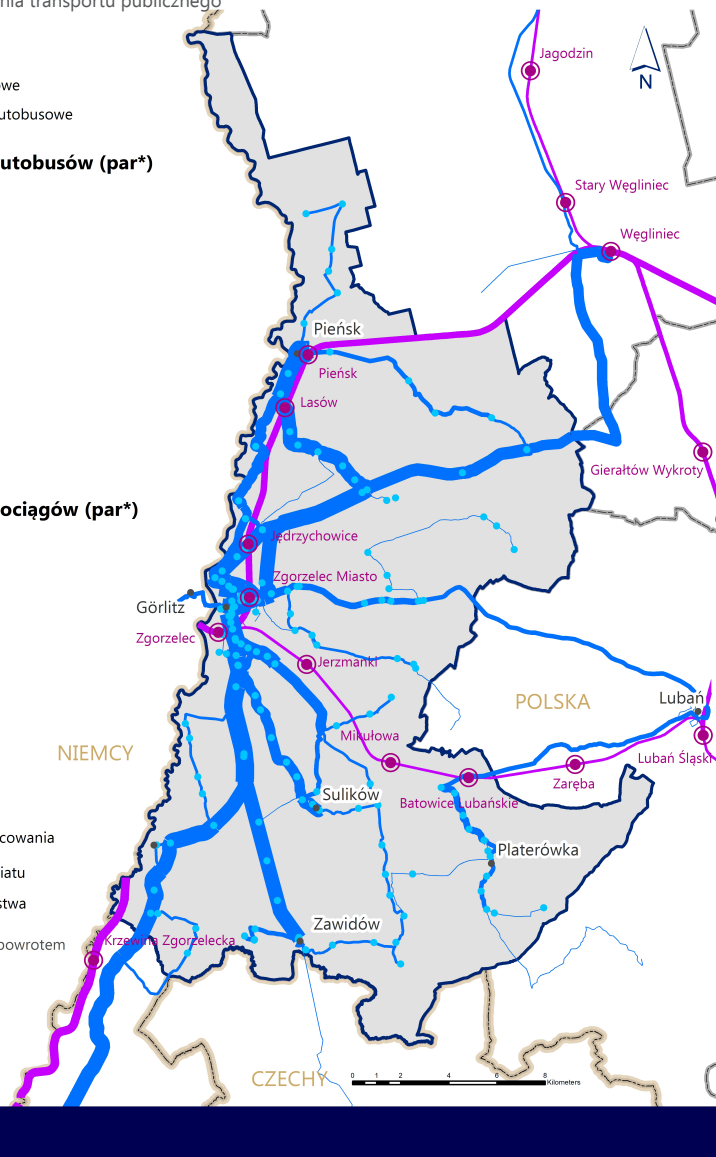 nia transportu publicznego
Jagodzin
N
owe
utobusowe
utobusów (par*)
Stary Węgliniec
Węgliniec
Pieńsk
Pieńsk
Lasów
Gierałtów Wykroty
ociągów (par*)
Jędrzychowice
Zgorzelec Miasto
Görlitz
Zgorzelec
Jerzmanki
POLSKA
Lubań
Mikułowa
NIEMCY
Lubań Śląski
Zaręba
Sulików
Batowice Lubańskie
cowania
Platerówka
iatu
stwa
Zawidów
powrotem
Krzewina Zgorzelecka
CZECHY
0 1 2 4 6 8
Kilometers